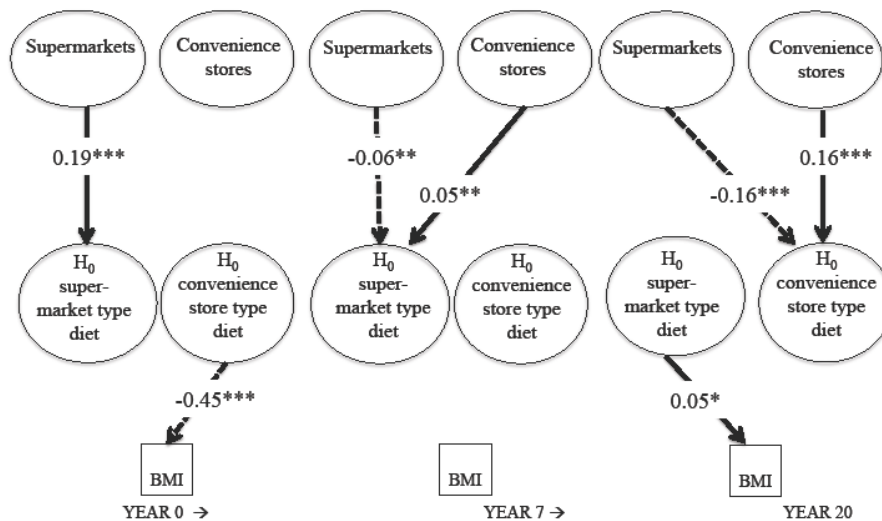 Supermarkets
Convenience
stores
Supermarkets
Convenience
stores
Supermarkets
Convenience
stores
0.19***
-0.06**
0.05**
-0.16***
0.16***
H0
super-
market type
diet
H0
convenience
store type
diet
H0
super-
market type
diet
H0
convenience
store type
diet
H0
super-
market type
diet
H0
convenience
store type
diet
-0.45***
0.05*
BMI
BMI
BMI
YEAR 0 →
YEAR 7 →
YEAR 20